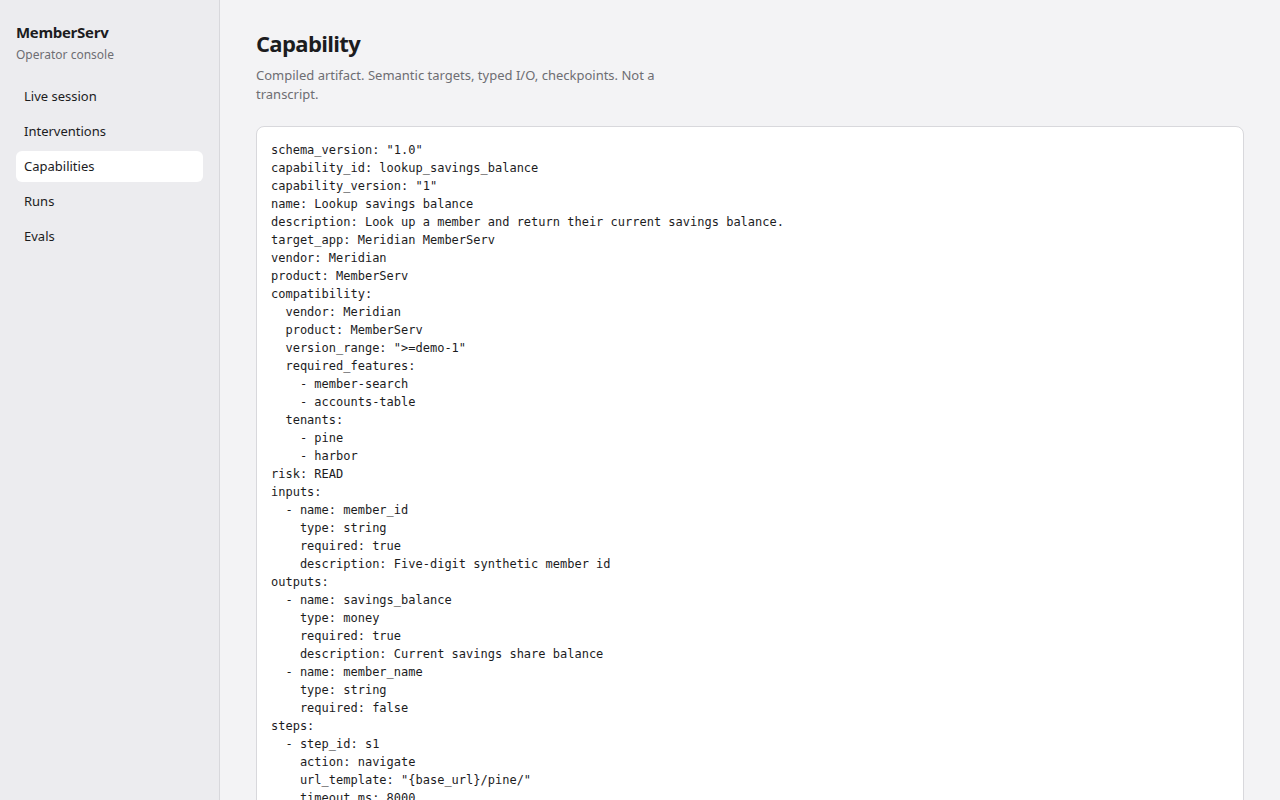 MemberServ
Operator console
Live session
Interventions
Capabilities
Runs
Evals
Capability
Compiled artifact. Semantic targets, typed I/O, checkpoints. Not a
transcript.
schema_version: "1.0"
capability_id: lookup_savings_balance
capability_version: "1"
name: Lookup savings balance
description: Look up a member and return their current savings balance.
target_app: Meridian MemberServ
vendor: Meridian
product: MemberServ
compatibility:
  vendor: Meridian
  product: MemberServ
  version_range: ">=demo-1"
  required_features:
    - member-search
    - accounts-table
  tenants:
    - pine
    - harbor
risk: READ
inputs:
  - name: member_id
    type: string
    required: true
    description: Five-digit synthetic member id
outputs:
  - name: savings_balance
    type: money
    required: true
    description: Current savings share balance
  - name: member_name
    type: string
    required: false
steps:
  - step_id: s1
    action: navigate
    url_template: "{base_url}/pine/"
    timeout_ms: 8000